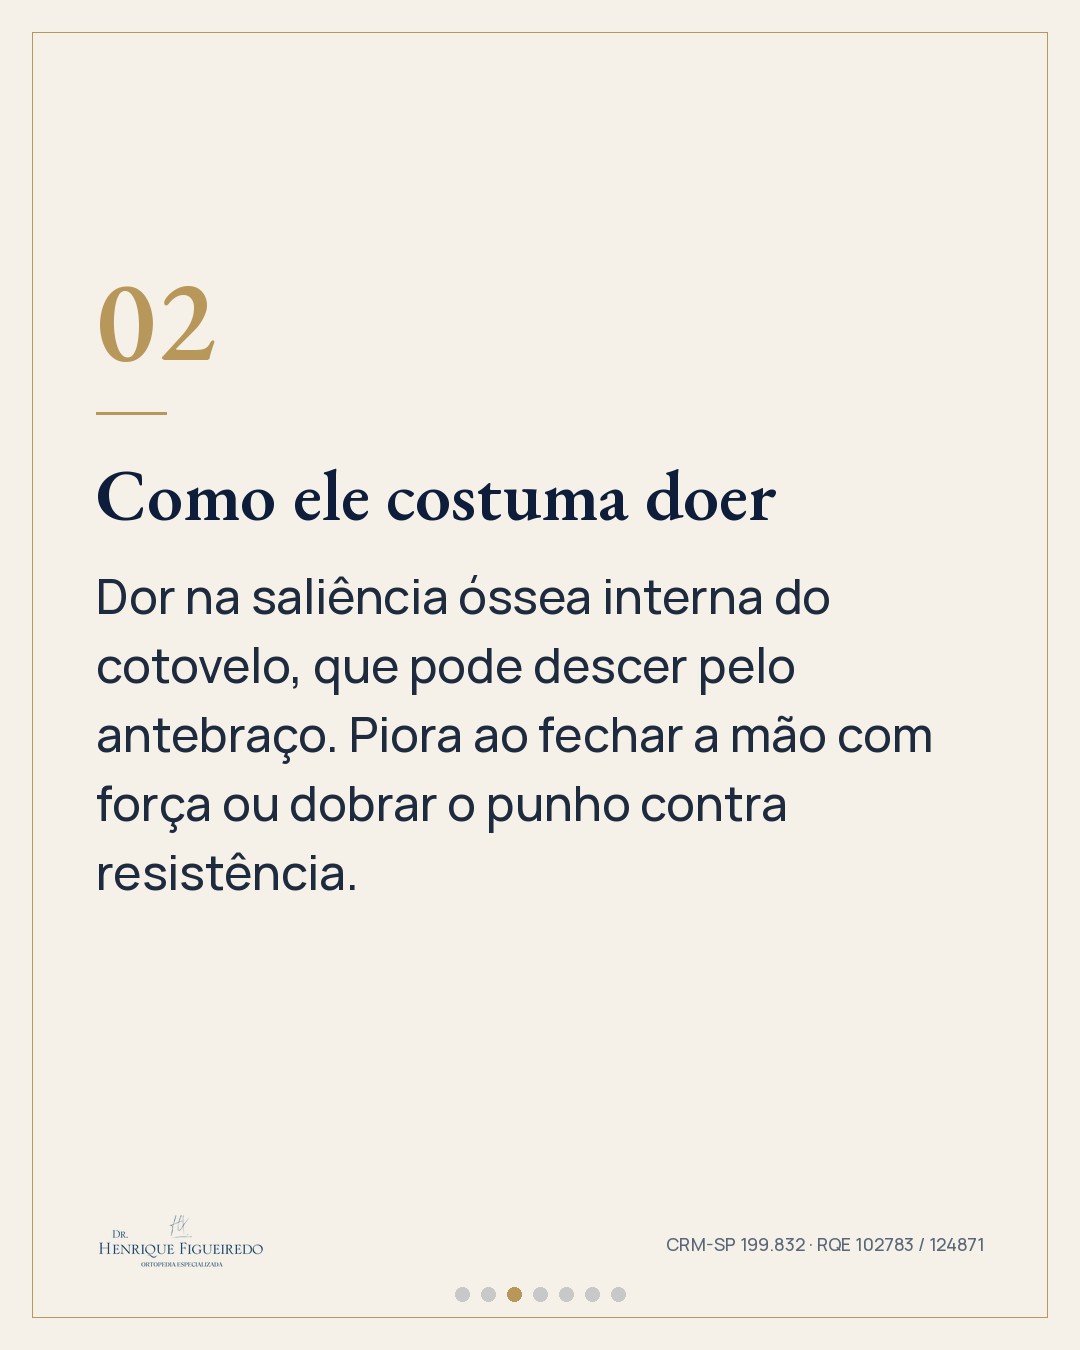 02
Como ele costuma doer
Dor na saliência óssea interna do
cotovelo, que pode descer pelo
antebraço. Piora ao fechar a mão com
força ou dobrar o punho contra
resistência.
DR.
HENRIQUE FIGUEIREDO
ORTOPEDIA ESPECIALIZADA
CRM-SP 199.832 · RQE 102783 / 124871